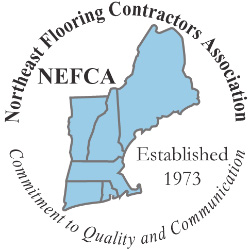 Northeast Flooring Contractors Association
NEFCA
Established
1973
Commitment to Quality and Communication